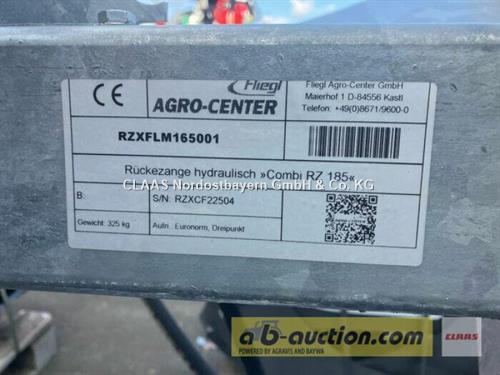 CE
Fliegl
AGRO-CENTER
Fliegl Agro-Center GmbH
Maierhof 1 D-84556 Kastl
Telefon: +49(0)8671/9600-0
RZXFLM165001
Rückezange hydraulisch »Combi RZ 185«
CLAAS Nordostbayern GmbH & Co. KG
B:
S/N: RZXCF22504
Gewicht: 325 kg
Aufn.: Euronorm, Dreipunkt
ab-auction.com
POWERED BY AGRAVIS AND BAYWA
CLAAS